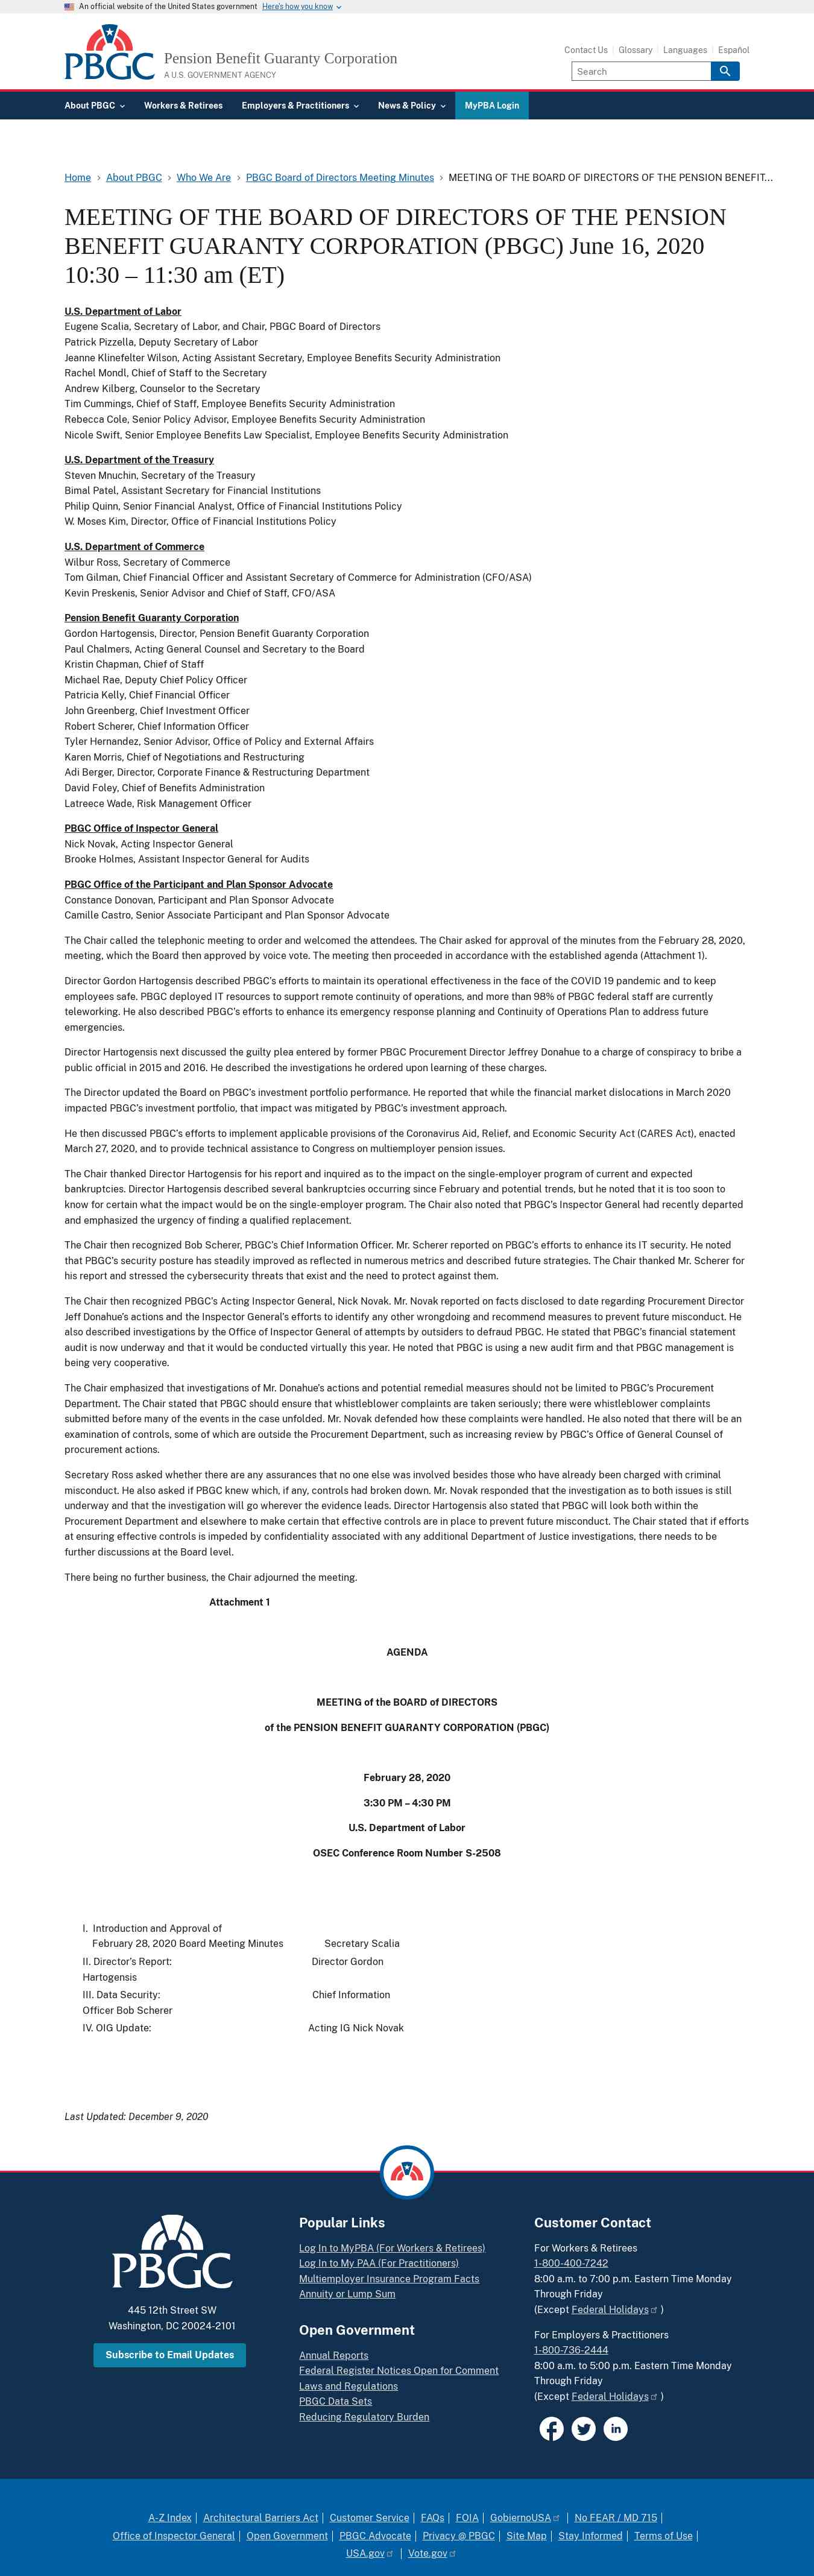 An official website of the United States government Here's how you know
PBGC
Pension Benefit Guaranty Corporation
A U.S. GOVERNMENT AGENCY
Contact Us Glossary Languages Español
Search
About PBGC Workers & Retirees Employers & Practitioners News & Policy MyPBA Login
Home About PBGC Who We Are PBGC Board of Directors Meeting Minutes MEETING OF THE BOARD OF DIRECTORS OF THE PENSION BENEFIT...
MEETING OF THE BOARD OF DIRECTORS OF THE PENSION
BENEFIT GUARANTY CORPORATION (PBGC) June 16, 2020
10:30 – 11:30 am (ET)
U.S. Department of Labor
Eugene Scalia, Secretary of Labor, and Chair, PBGC Board of Directors
Patrick Pizzella, Deputy Secretary of Labor
Jeanne Klinefelter Wilson, Acting Assistant Secretary, Employee Benefits Security Administration
Rachel Mondl, Chief of Staff to the Secretary
Andrew Kilberg, Counselor to the Secretary
Tim Cummings, Chief of Staff, Employee Benefits Security Administration
Rebecca Cole, Senior Policy Advisor, Employee Benefits Security Administration
Nicole Swift, Senior Employee Benefits Law Specialist, Employee Benefits Security Administration
U.S. Department of the Treasury
Steven Mnuchin, Secretary of the Treasury
Bimal Patel, Assistant Secretary for Financial Institutions
Philip Quinn, Senior Financial Analyst, Office of Financial Institutions Policy
W. Moses Kim, Director, Office of Financial Institutions Policy
U.S. Department of Commerce
Wilbur Ross, Secretary of Commerce
Tom Gilman, Chief Financial Officer and Assistant Secretary of Commerce for Administration (CFO/ASA)
Kevin Preskenis, Senior Advisor and Chief of Staff, CFO/ASA
Pension Benefit Guaranty Corporation
Gordon Hartogensis, Director, Pension Benefit Guaranty Corporation
Paul Chalmers, Acting General Counsel and Secretary to the Board
Kristin Chapman, Chief of Staff
Michael Rae, Deputy Chief Policy Officer
Patricia Kelly, Chief Financial Officer
John Greenberg, Chief Investment Officer
Robert Scherer, Chief Information Officer
Tyler Hernandez, Senior Advisor, Office of Policy and External Affairs
Karen Morris, Chief of Negotiations and Restructuring
Adi Berger, Director, Corporate Finance & Restructuring Department
David Foley, Chief of Benefits Administration
Latreece Wade, Risk Management Officer
PBGC Office of Inspector General
Nick Novak, Acting Inspector General
Brooke Holmes, Assistant Inspector General for Audits
PBGC Office of the Participant and Plan Sponsor Advocate
Constance Donovan, Participant and Plan Sponsor Advocate
Camille Castro, Senior Associate Participant and Plan Sponsor Advocate
The Chair called the telephonic meeting to order and welcomed the attendees. The Chair asked for approval of the minutes from the February 28, 2020,
meeting, which the Board then approved by voice vote. The meeting then proceeded in accordance with the established agenda (Attachment 1).
Director Gordon Hartogensis described PBGC's efforts to maintain its operational effectiveness in the face of the COVID 19 pandemic and to keep
employees safe. PBGC deployed IT resources to support remote continuity of operations, and more than 98% of PBGC federal staff are currently
teleworking. He also described PBGC's efforts to enhance its emergency response planning and Continuity of Operations Plan to address future
emergencies.
Director Hartogensis next discussed the guilty plea entered by former PBGC Procurement Director Jeffrey Donahue to a charge of conspiracy to bribe a
public official in 2015 and 2016. He described the investigations he ordered upon learning of these charges.
The Director updated the Board on PBGC's investment portfolio performance. He reported that while the financial market dislocations in March 2020
impacted PBGC's investment portfolio, that impact was mitigated by PBGC's investment approach.
He then discussed PBGC's efforts to implement applicable provisions of the Coronavirus Aid, Relief, and Economic Security Act (CARES Act), enacted
March 27, 2020, and to provide technical assistance to Congress on multiemployer pension issues.
The Chair thanked Director Hartogensis for his report and inquired as to the impact on the single-employer program of current and expected
bankruptcies. Director Hartogensis described several bankruptcies occurring since February and potential trends, but he noted that it is too soon to
know for certain what the impact would be on the single-employer program. The Chair also noted that PBGC's Inspector General had recently departed
and emphasized the urgency of finding a qualified replacement.
The Chair then recognized Bob Scherer, PBGC's Chief Information Officer. Mr. Scherer reported on PBGC's efforts to enhance its IT security. He noted
that PBGC's security posture has steadily improved as reflected in numerous metrics and described future strategies. The Chair thanked Mr. Scherer for
his report and stressed the cybersecurity threats that exist and the need to protect against them.
The Chair then recognized PBGC's Acting Inspector General, Nick Novak. Mr. Novak reported on facts disclosed to date regarding Procurement Director
Jeff Donahue's actions and the Inspector General's efforts to identify any other wrongdoing and recommend measures to prevent future misconduct. He
also described investigations by the Office of Inspector General of attempts by outsiders to defraud PBGC. He stated that PBGC's financial statement
audit is now underway and that it would be conducted virtually this year. He noted that PBGC is using a new audit firm and that PBGC management is
being very cooperative.
The Chair emphasized that investigations of Mr. Donahue's actions and potential remedial measures should not be limited to PBGC's Procurement
Department. The Chair stated that PBGC should ensure that whistleblower complaints are taken seriously; there were whistleblower complaints
submitted before many of the events in the case unfolded. Mr. Novak defended how these complaints were handled. He also noted that there will be an
examination of controls, some of which are outside the Procurement Department, such as increasing review by PBGC's Office of General Counsel of
procurement actions.
Secretary Ross asked whether there are any assurances that no one else was involved besides those who have already been charged with criminal
misconduct. He also asked if PBGC knew which, if any, controls had broken down. Mr. Novak responded that the investigation as to both issues is still
underway and that the investigation will go wherever the evidence leads. Director Hartogensis also stated that PBGC will look both within the
Procurement Department and elsewhere to make certain that effective controls are in place to prevent future misconduct. The Chair stated that if efforts
at ensuring effective controls is impeded by confidentiality associated with any additional Department of Justice investigations, there needs to be
further discussions at the Board level.
There being no further business, the Chair adjourned the meeting.
Attachment 1
AGENDA
MEETING of the BOARD of DIRECTORS
of the PENSION BENEFIT GUARANTY CORPORATION (PBGC)
February 28, 2020
3:30 PM – 4:30 PM
U.S. Department of Labor
OSEC Conference Room Number S-2508
I. Introduction and Approval of
February 28, 2020 Board Meeting Minutes Secretary Scalia
II. Director's Report: Director Gordon
Hartogensis
III. Data Security: Chief Information
Officer Bob Scherer
IV. OIG Update: Acting IG Nick Novak
Last Updated: December 9, 2020
PBGC
445 12th Street SW
Washington, DC 20024-2101
Subscribe to Email Updates
Popular Links
Log In to MyPBA (For Workers & Retirees)
Log In to My PAA (For Practitioners)
Multiemployer Insurance Program Facts
Annuity or Lump Sum
Open Government
Annual Reports
Federal Register Notices Open for Comment
Laws and Regulations
PBGC Data Sets
Reducing Regulatory Burden
Customer Contact
For Workers & Retirees
1-800-400-7242
8:00 a.m. to 7:00 p.m. Eastern Time Monday
Through Friday
(Except Federal Holidays )
For Employers & Practitioners
1-800-736-2444
8:00 a.m. to 5:00 p.m. Eastern Time Monday
Through Friday
(Except Federal Holidays )
A-Z Index Architectural Barriers Act Customer Service FAQs FOIA GobiernoUSA No FEAR / MD 715
Office of Inspector General Open Government PBGC Advocate Privacy @ PBGC Site Map Stay Informed Terms of Use
USA.gov Vote.gov